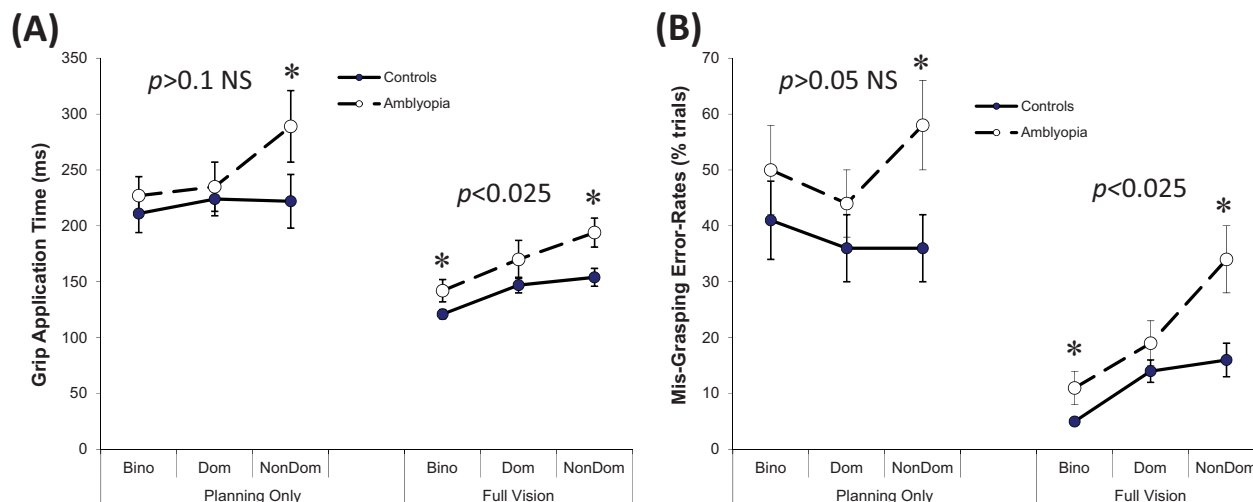 (A)
350
300
250
200
150
100
50
0
Grip Application Time (ms)
p>0.1 NS
*
Controls
Amblyopia
p<0.025
*
*
Bino Dom NonDom Bino Dom NonDom
Planning Only Full Vision
(B)
70
60
50
40
30
20
10
0
Mis-Grasping Error-Rates (% trials)
p>0.05 NS
*
Controls
Amblyopia
p<0.025
*
*
Bino Dom NonDom Bino Dom NonDom
Planning Only Full Vision